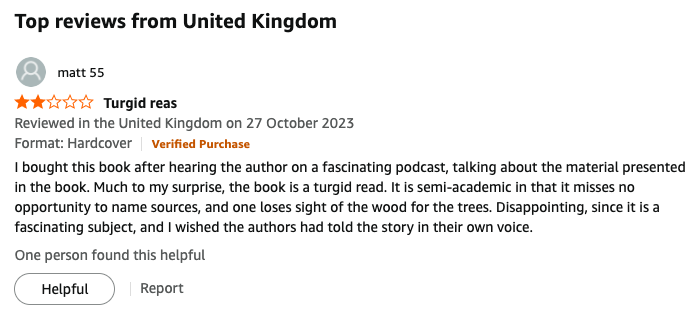 Top reviews from United Kingdom
matt 55
Turgid reas
Reviewed in the United Kingdom on 27 October 2023
Format: Hardcover Verified Purchase
I bought this book after hearing the author on a fascinating podcast, talking about the material presented
in the book. Much to my surprise, the book is a turgid read. It is semi-academic in that it misses no
opportunity to name sources, and one loses sight of the wood for the trees. Disappointing, since it is a
fascinating subject, and I wished the authors had told the story in their own voice.
One person found this helpful
Helpful Report